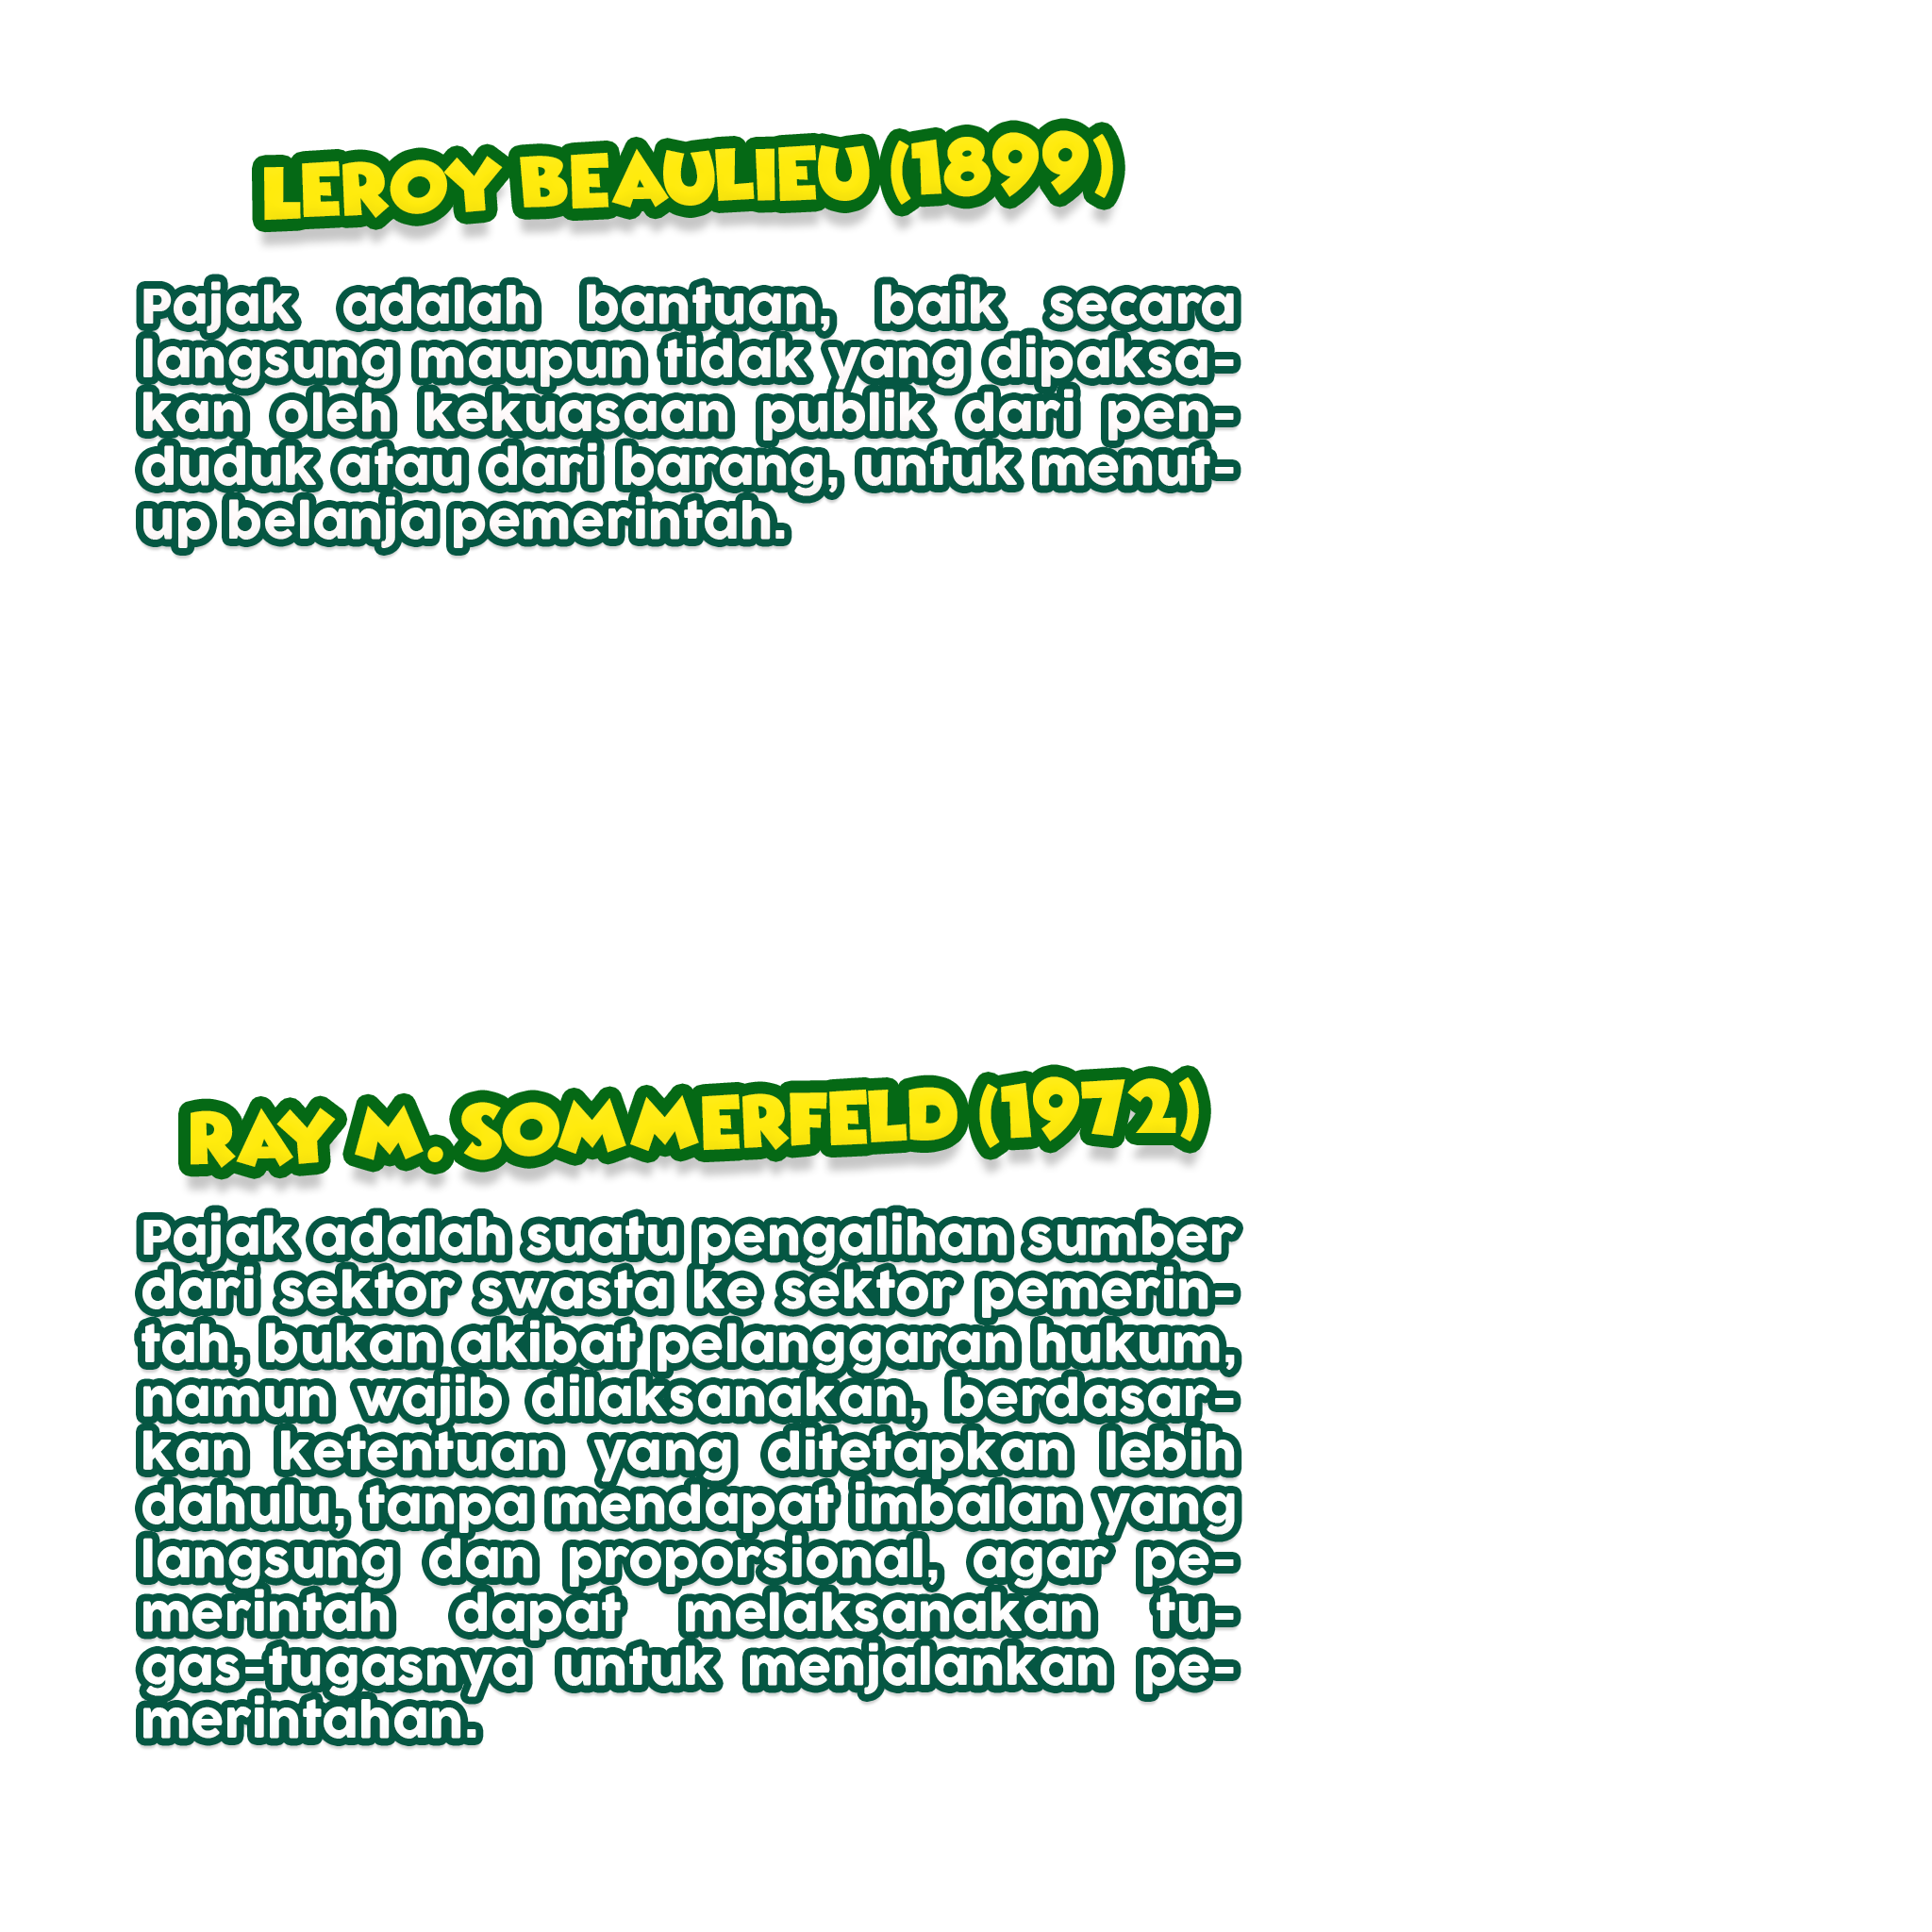 LEROY BEAULIEU (1899)
Pajak adalah bantuan, baik secara
langsung maupun tidak yang dipaksa-
kan oleh kekuasaan publik dari pen-
duduk atau dari barang, untuk menut-
up belanja pemerintah.
RAY M. SOMMERFELD (1972)
Pajak adalah suatu pengalihan sumber
dari sektor swasta ke sektor pemerin-
tah, bukan akibat pelanggaran hukum,
namun wajib dilaksanakan, berdasar-
kan ketentuan yang ditetapkan lebih
dahulu, tanpa mendapat imbalan yang
langsung dan proporsional, agar pe-
merintah dapat melaksanakan tu-
gas-tugasnya untuk menjalankan pe-
merintahan.